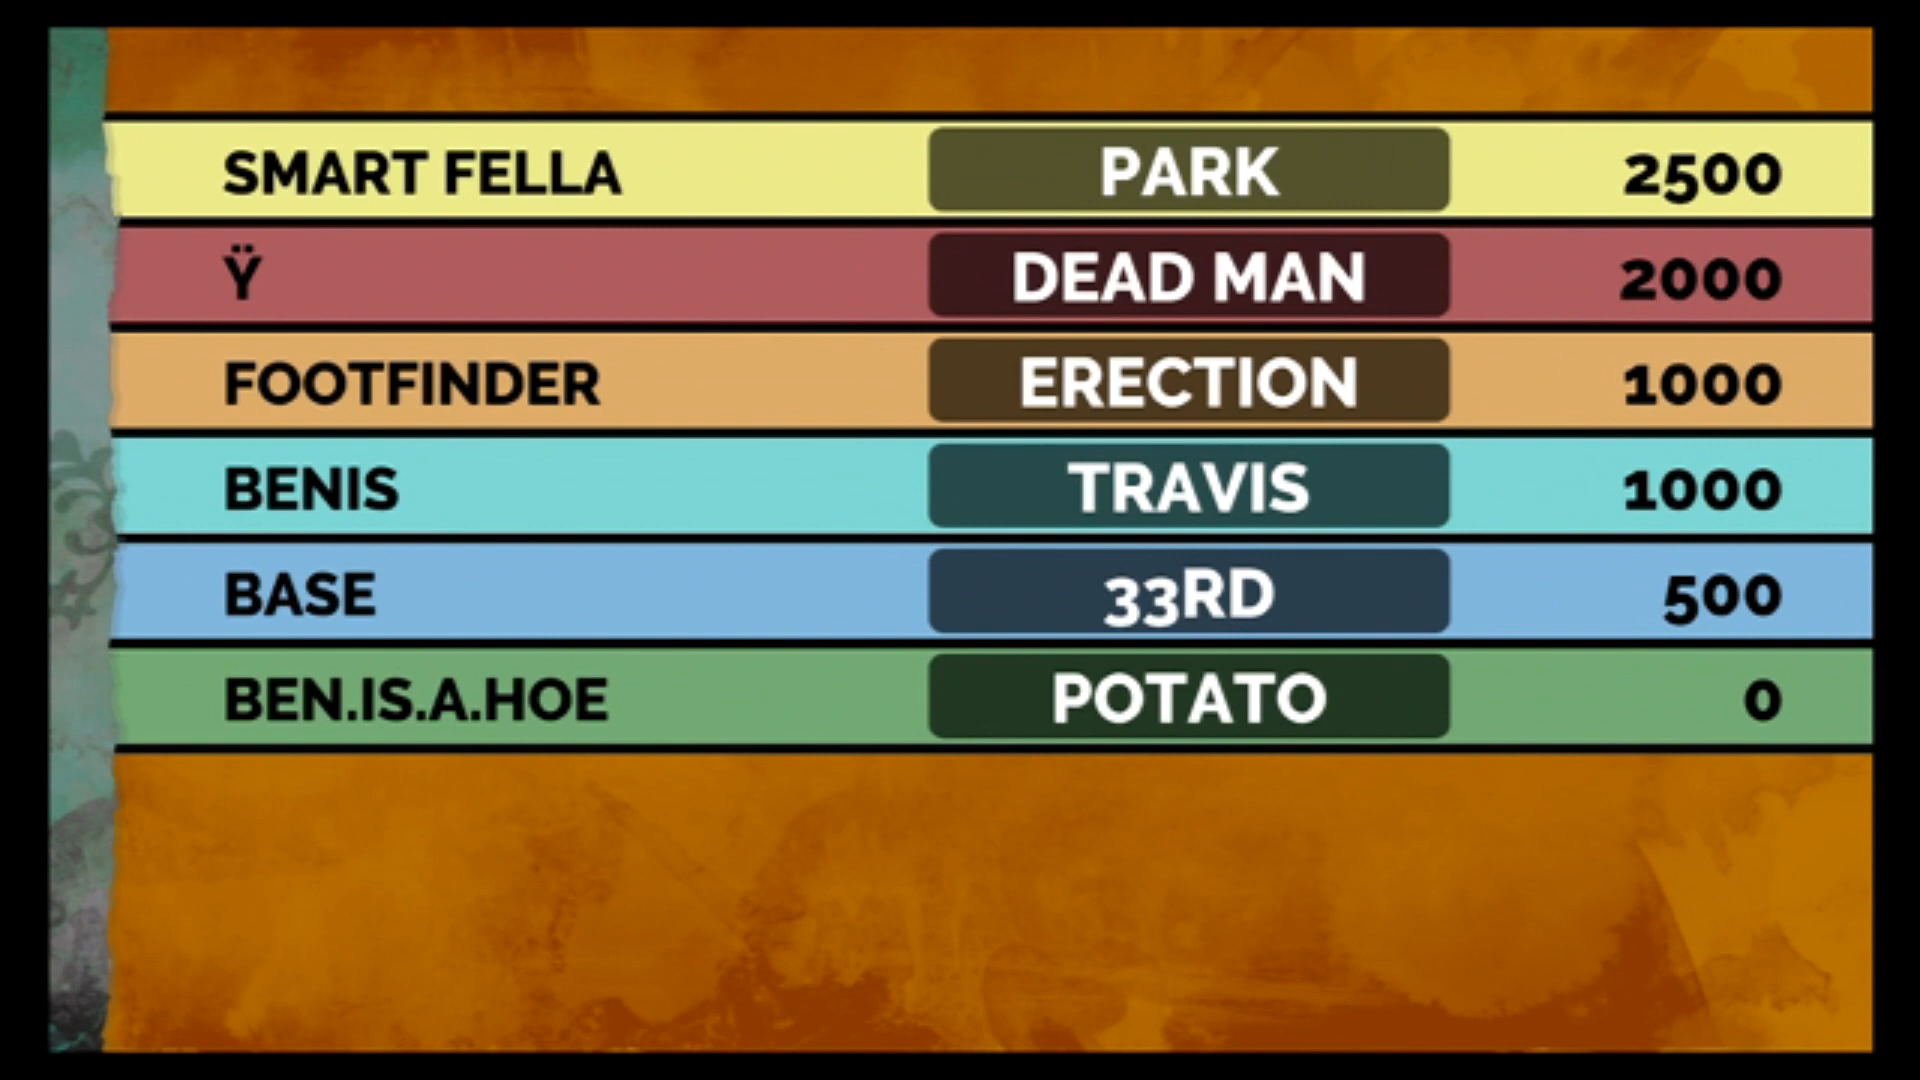 SMART FELLA PARK 2500
Ÿ DEAD MAN 2000
FOOTFINDER ERECTION 1000
BENIS TRAVIS 1000
BASE 33RD 500
BEN.IS.A.HOE POTATO 0